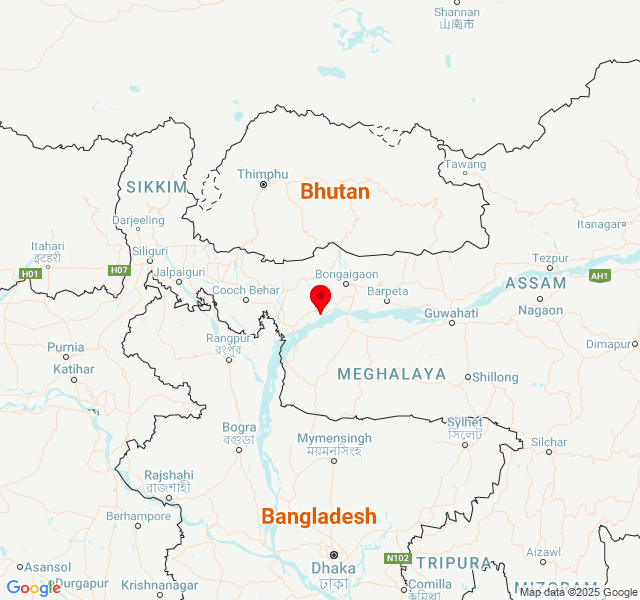 Shannan
山南市
Tawang
Thimphu
Bhutan
SIKKIM
Darjeeling
Itanagar
Itahari
इटहरी
Siliguri
Tezpur
H01
H07
AH1
Jalpaiguri
Bongaigaon
ASSAM
Cooch Behar
Barpeta
Nagaon
Guwahati
Rangpur
রংপুর
Dimapur
Purnia
Katihar
MEGHALAYA
Shillong
Bogra
বগুড়া
Mymensingh
ময়মনসিংহ
Sylhet
সিলেট
Silchar
Rajshahi
রাজশাহী
Berhampore
Bangladesh
Asansol
Dhaka
ঢাকা
N102
TRIPURA
Aizawl
Durgapur
Krishnanagar
Comilla
কুমিল্লা
MIZORAM
Google
Map data ©2025 Google